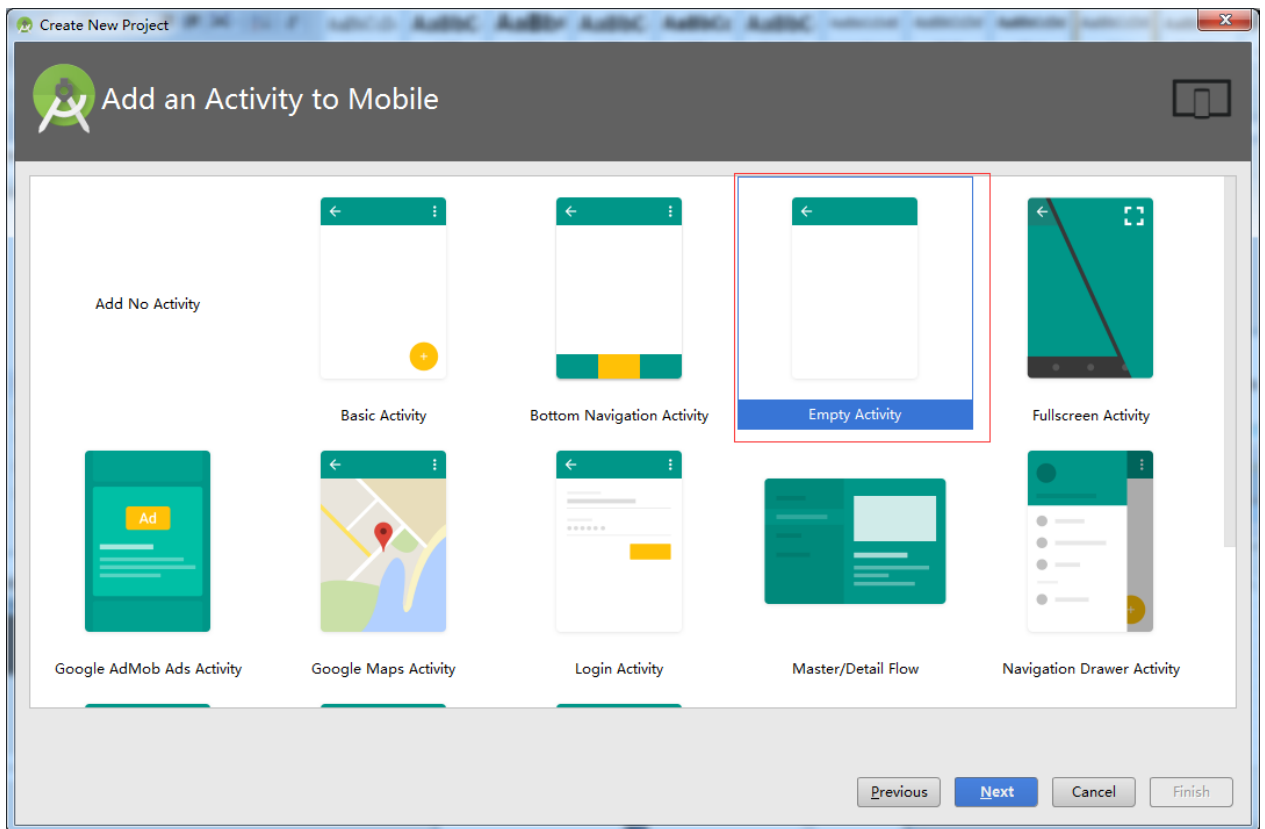 Create New Project
Add an Activity to Mobile
Add No Activity
Basic Activity
Bottom Navigation Activity
Empty Activity
Fullscreen Activity
Ad
Google AdMob Ads Activity
Google Maps Activity
Login Activity
Master/Detail Flow
Navigation Drawer Activity
Previous
Next
Cancel
Finish